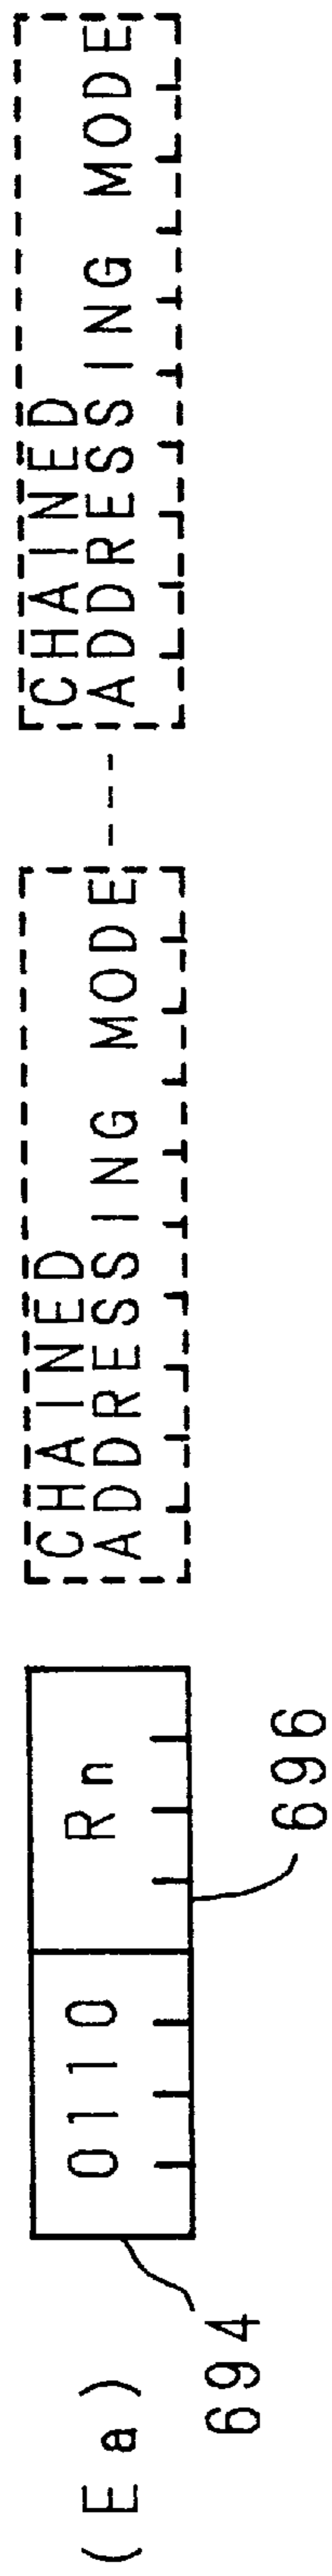 (Ea)
0110
Rn
CHAINED
ADDRESSING MODE
CHAINED
ADDRESSING MODE
694
696